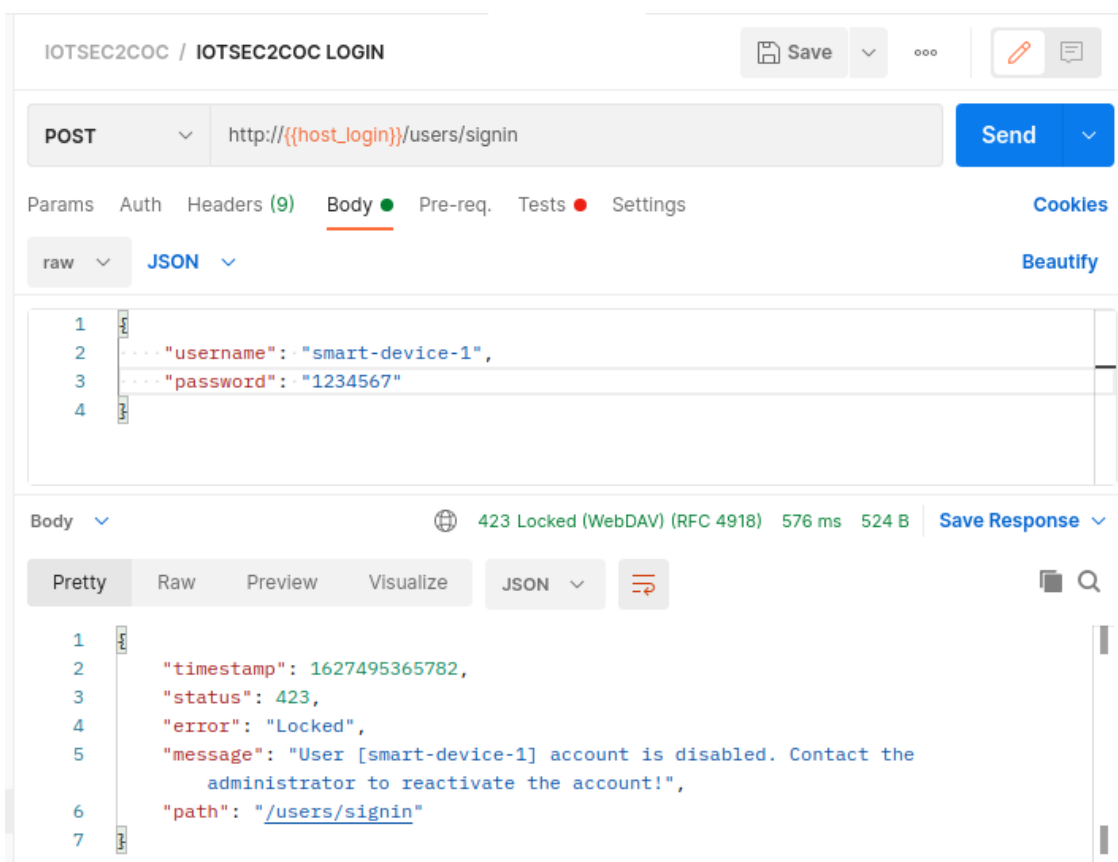 IOTSEC2COC / IOTSEC2COC LOGIN Save ooo
POST http://{{host_login}}/users/signin Send
Params Auth Headers (9) Body Pre-req. Tests Settings Cookies
raw JSON Beautify
1 {
2 "username": "smart-device-1",
3 "password": "1234567"
4 }
Body 423 Locked (WebDAV) (RFC 4918) 576 ms 524 B Save Response
Pretty Raw Preview Visualize JSON
1 {
2 "timestamp": 1627495365782,
3 "status": 423,
4 "error": "Locked",
5 "message": "User [smart-device-1] account is disabled. Contact the
administrator to reactivate the account!",
6 "path": "/users/signin"
7 }